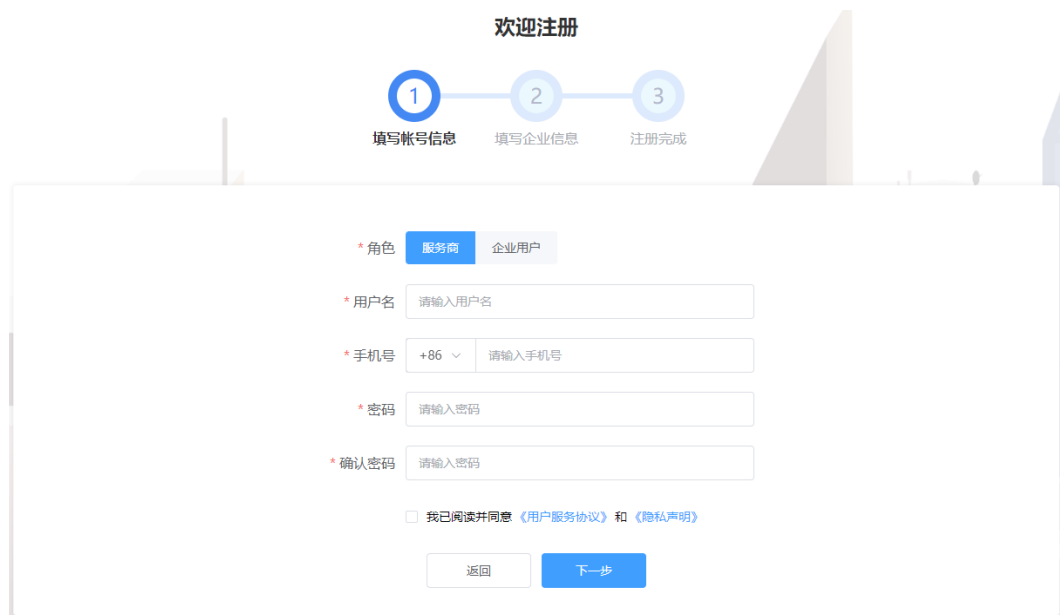 欢迎注册
1 2 3
填写帐号信息 填写企业信息 注册完成
* 角色 服务商 企业用户
* 用户名 请输入用户名
* 手机号 +86 请输入手机号
* 密码 请输入密码
* 确认密码 请输入密码
我已阅读并同意《用户服务协议》和《隐私声明》
返回 下一步